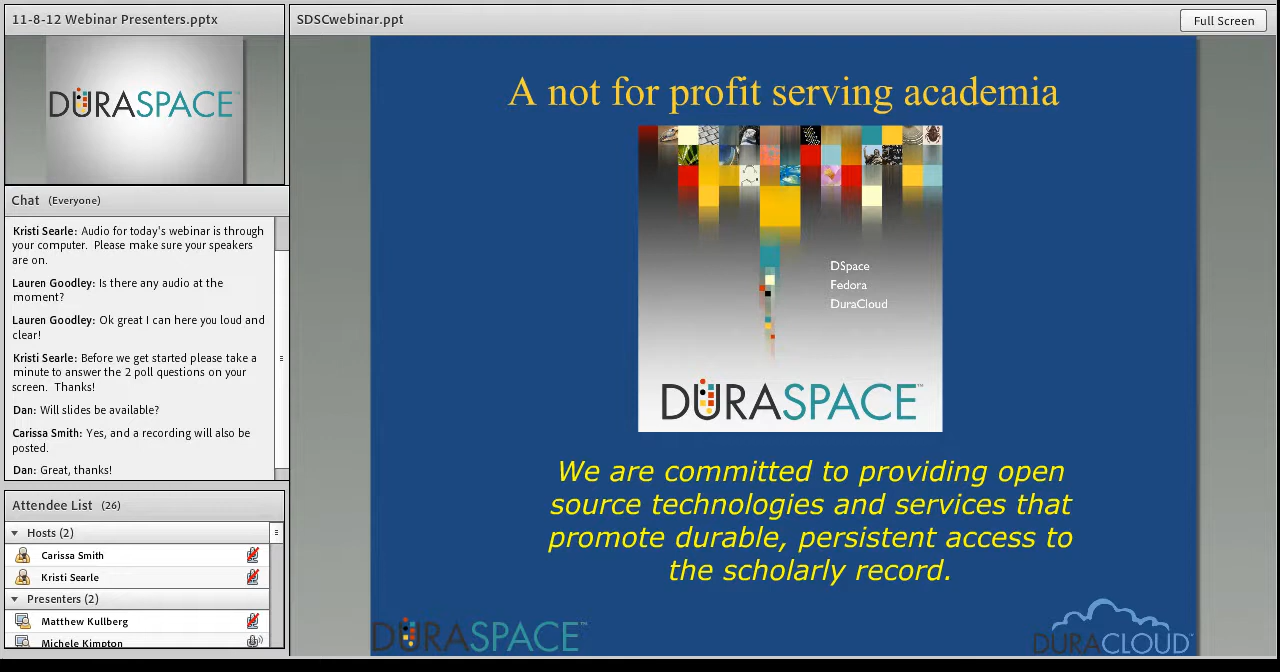 11-8-12 Webinar Presenters.pptx
DURASPACE™
Chat (Everyone)
Kristi Searle: Audio for today's webinar is through
your computer. Please make sure your speakers
are on.
Lauren Goodley: Is there any audio at the
moment?
Lauren Goodley: Ok great I can here you loud and
clear!
Kristi Searle: Before we get started please take a
minute to answer the 2 poll questions on your
screen. Thanks!
Dan: Will slides be available?
Carissa Smith: Yes, and a recording will also be
posted.
Dan: Great, thanks!
Attendee List (26)
Hosts (2)
Carissa Smith
Kristi Searle
Presenters (2)
Matthew Kullberg
Michele Kimpton
SDSCwebinar.ppt
Full Screen
A not for profit serving academia
DSpace
Fedora
DuraCloud
DURASPACE™
We are committed to providing open
source technologies and services that
promote durable, persistent access to
the scholarly record.
DURASPACE™
DURACLOUD™